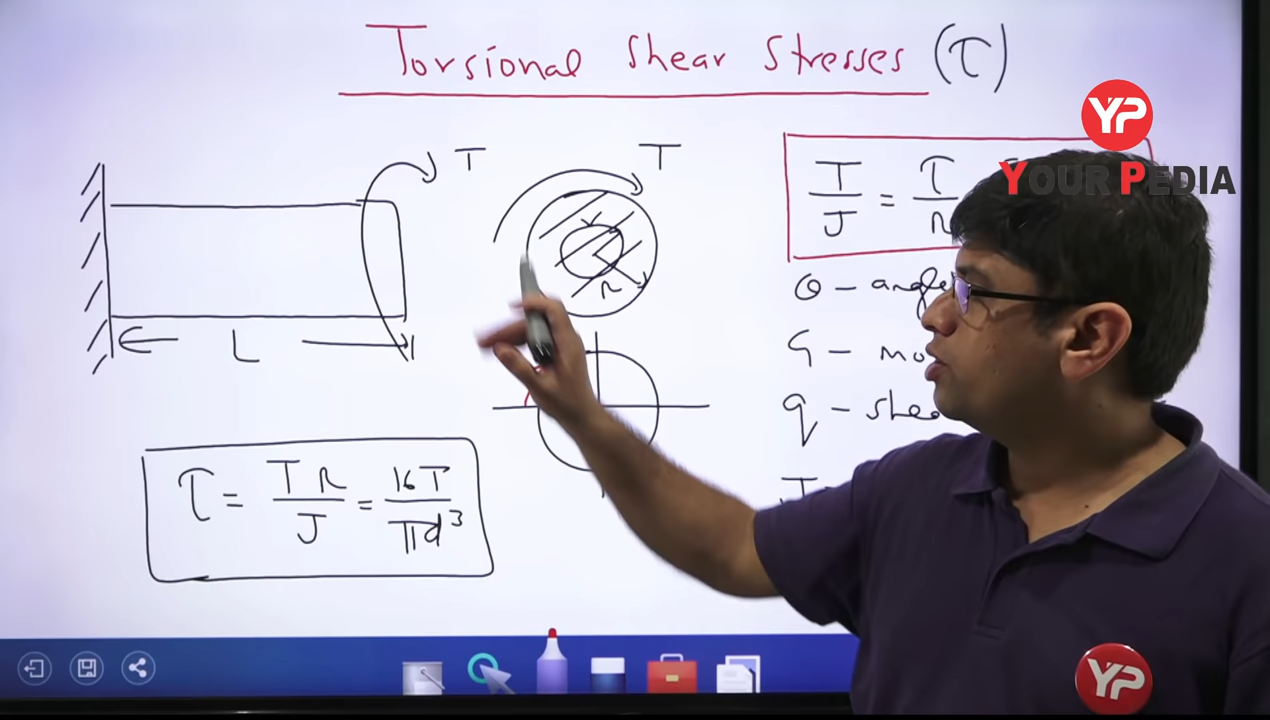 Torsional Shear Stresses (τ)
YP
YOUR PEDIA
T
T
T/J = τ/R
R
θ - angle
L
G - mo
q - shea
J
τ = TR/J = 16T/πd³
YP